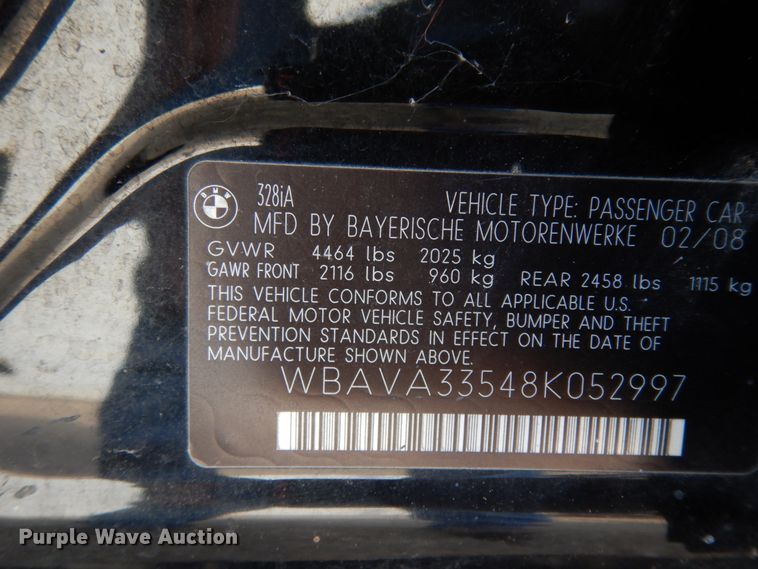 BMW
328iA
VEHICLE TYPE: PASSENGER CAR
MFD BY BAYERISCHE MOTORENWERKE 02/08
GVWR 4464 lbs 2025 kg
GAWR FRONT 2116 lbs 960 kg REAR 2458 lbs 1115 kg
THIS VEHICLE CONFORMS TO ALL APPLICABLE U.S.
FEDERAL MOTOR VEHICLE SAFETY, BUMPER AND THEFT
PREVENTION STANDARDS IN EFFECT ON THE DATE OF
MANUFACTURE SHOWN ABOVE.
WBAVA33548K052997
Purple Wave Auction